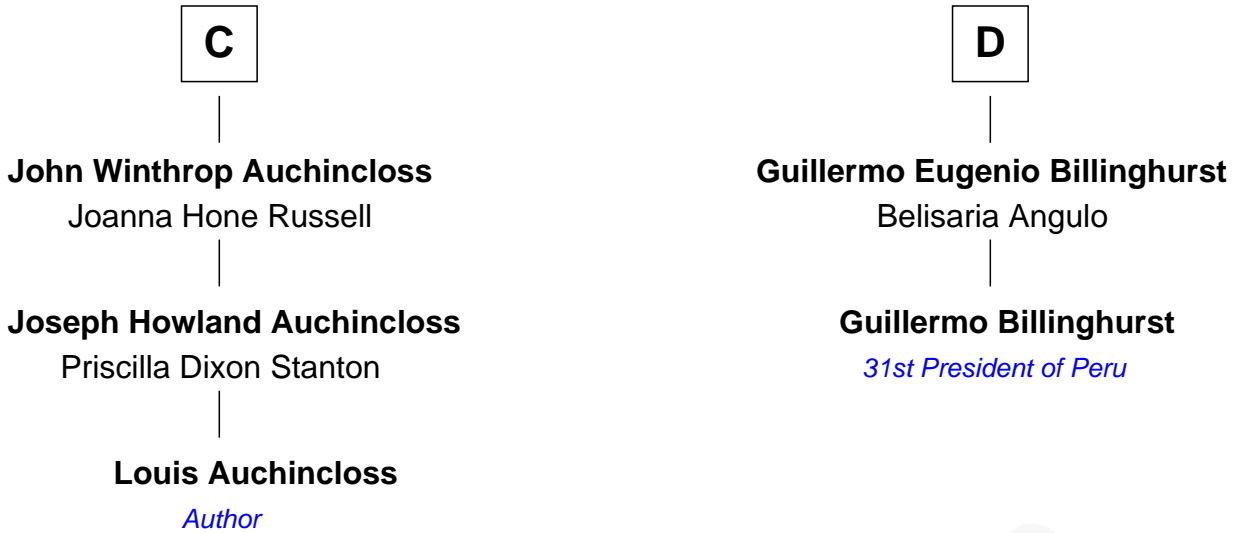 C
John Winthrop Auchincloss
Joanna Hone Russell
Joseph Howland Auchincloss
Priscilla Dixon Stanton
Louis Auchincloss
Author
D
Guillermo Eugenio Billinghurst
Belisaria Angulo
Guillermo Billinghurst
31st President of Peru